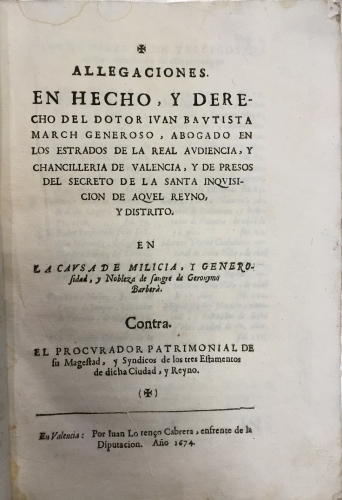 ✠
ALLEGACIONES.
EN HECHO, Y DERE-
CHO DEL DOTOR IVAN BAVTISTA
MARCH GENEROSO, ABOGADO EN
LOS ESTRADOS DE LA REAL AVDIENCIA, Y
CHANCILLERIA DE VALENCIA, Y DE PRESOS
DEL SECRETO DE LA SANTA INQVISI-
CION DE AQVEL REYNO,
Y DISTRITO.
EN
LA CAVSA DE MILICIA, Y GENERO-
sidad, y Nobleza de sangre de Geronymo
Barberà.
Contra.
EL PROCVRADOR PATRIMONIAL DE
su Magestad, y Syndicos de los tres Estamentos
de dicha Ciudad, y Reyno.
(✠)
En Valencia: Por Iuan Lo renço Cabrera, enfrente de la
Diputacion. Año 1674.